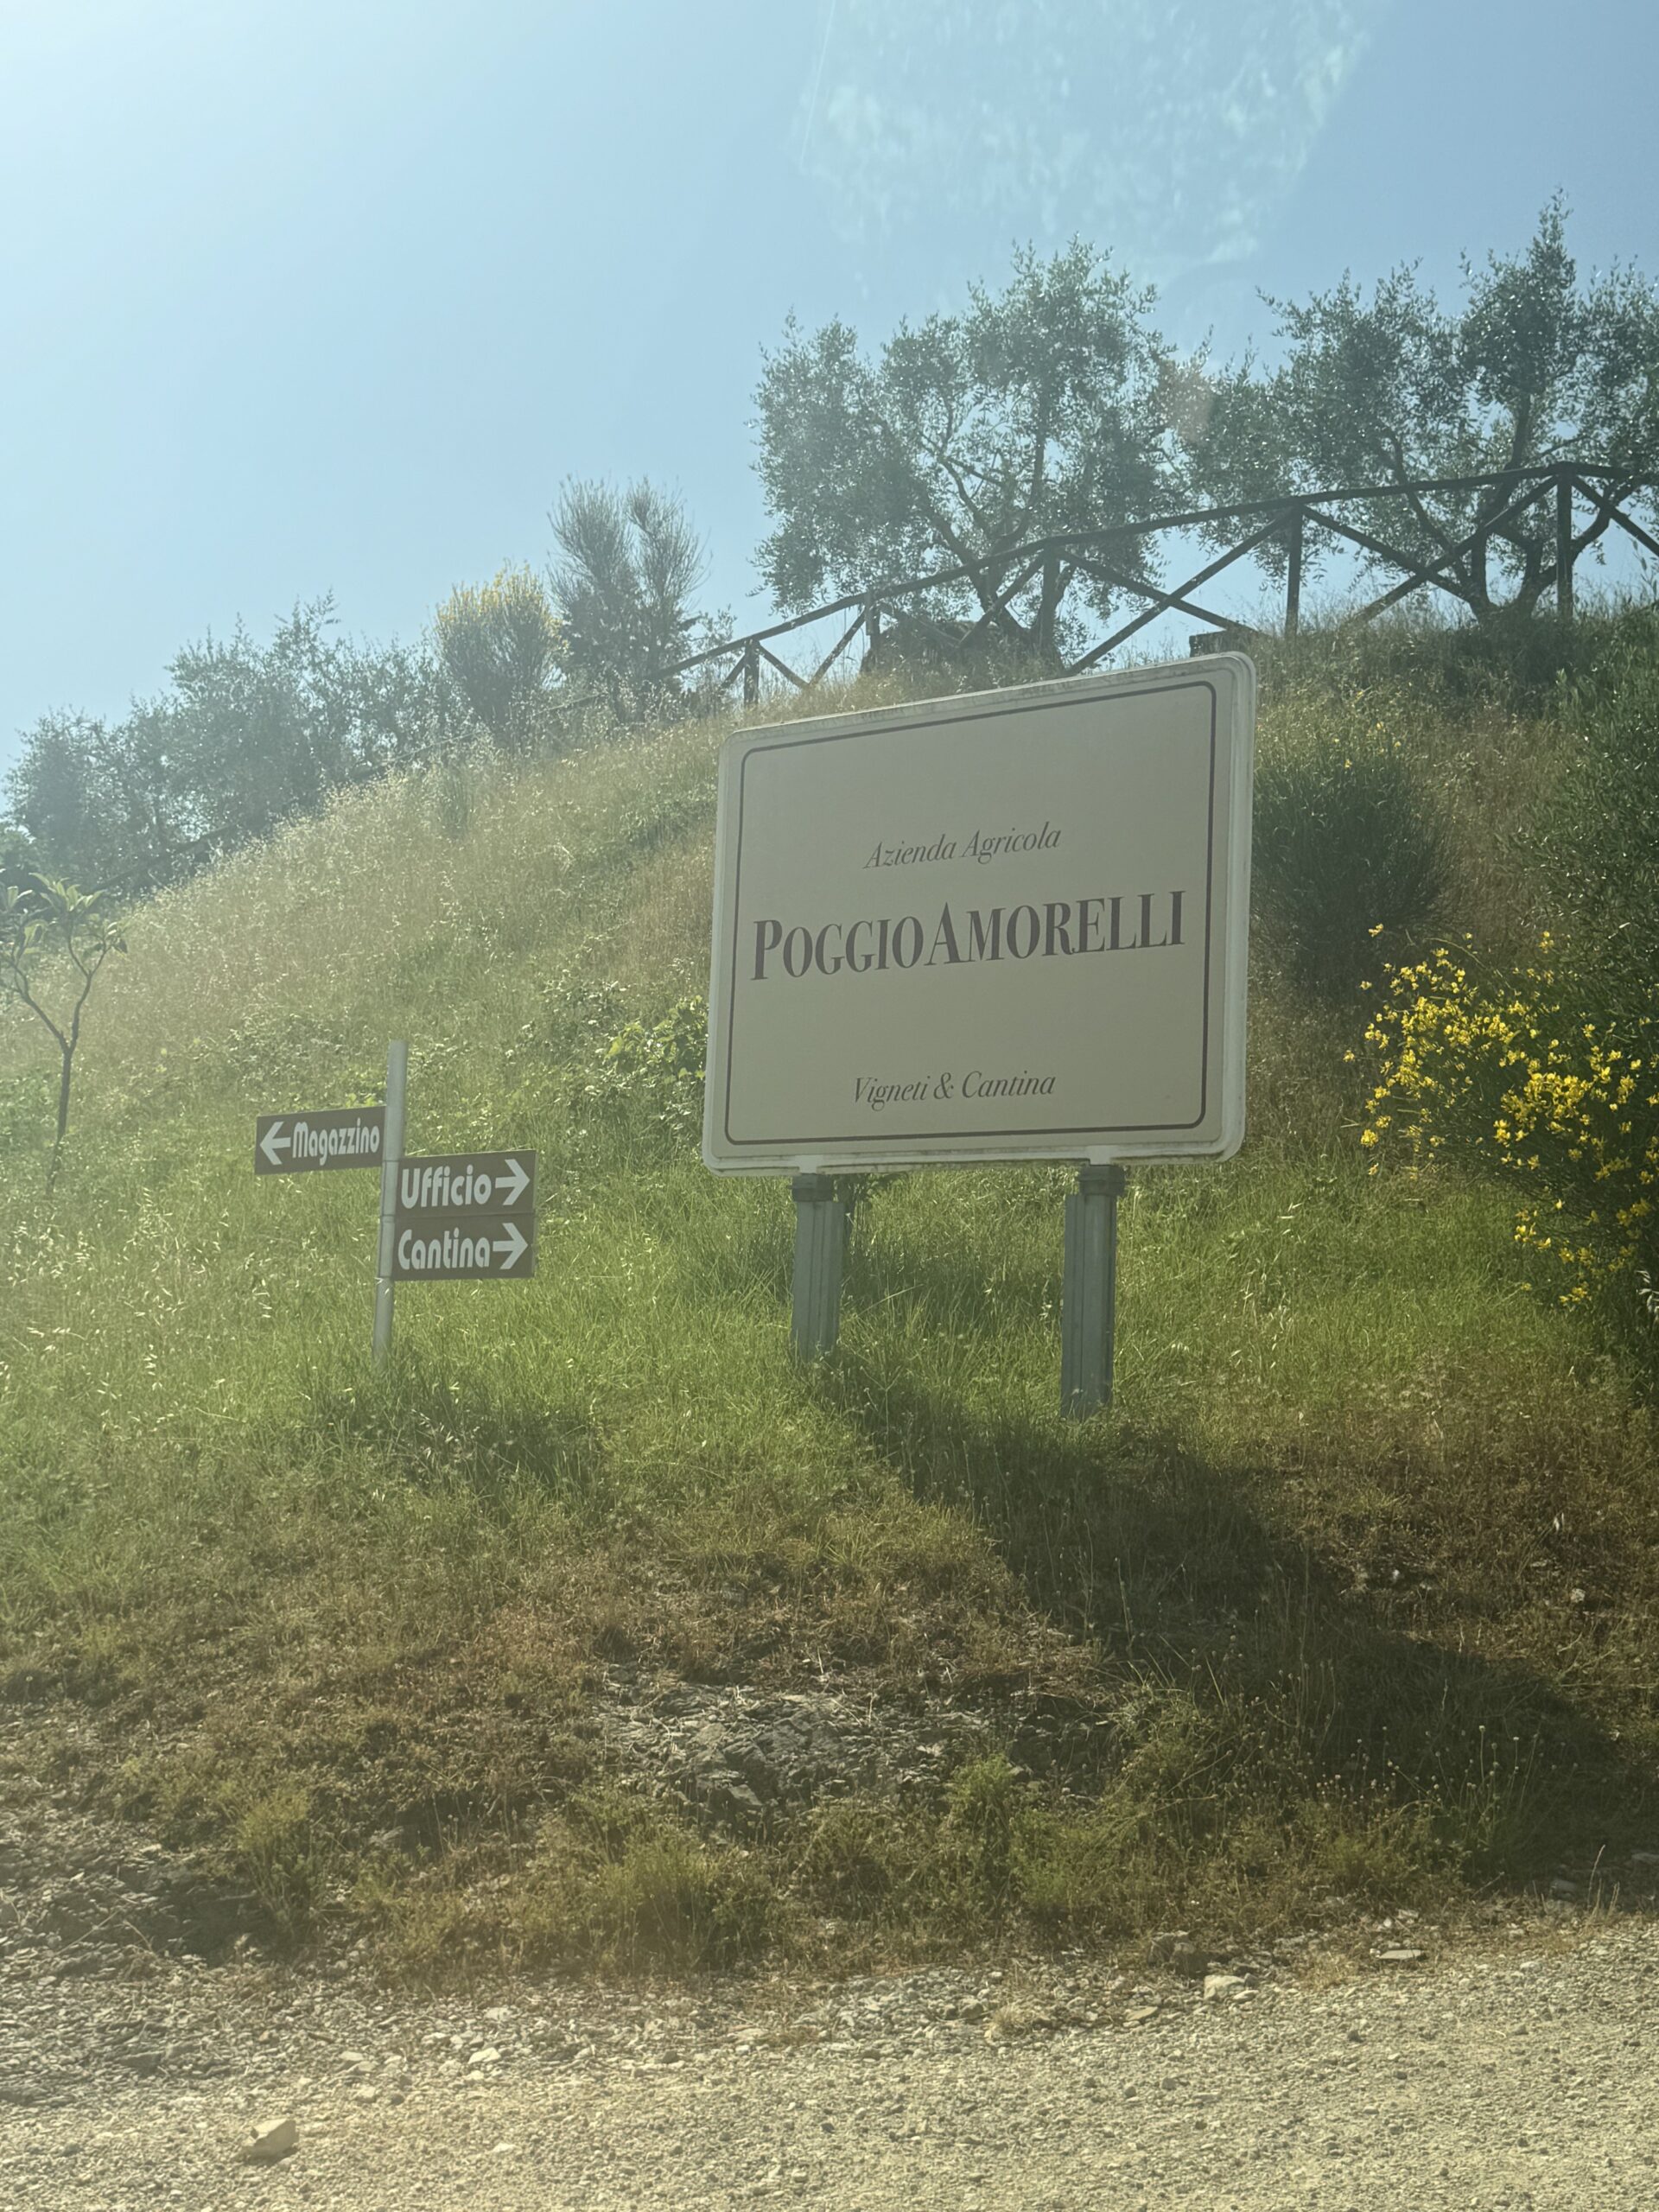 Azienda Agricola
POGGIOAMORELLI
Vigneti & Cantina
Magazzino
Ufficio
Cantina